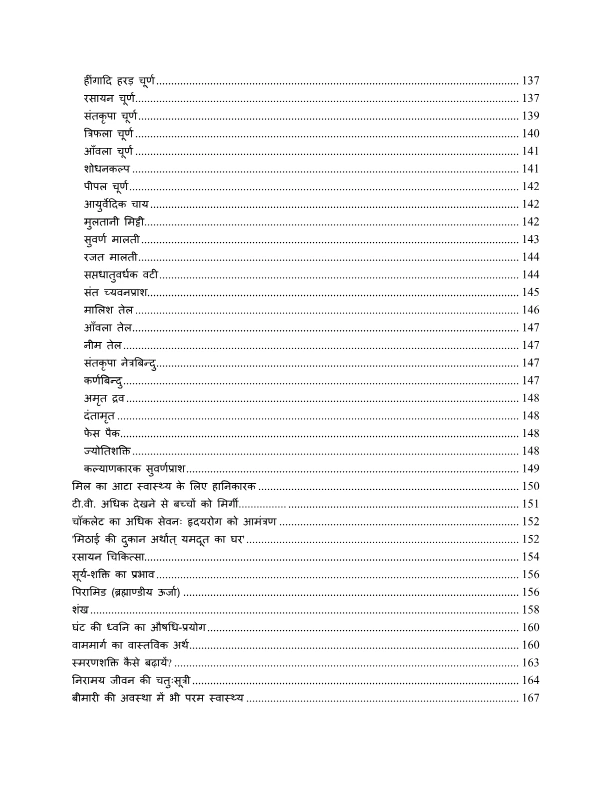 हींगादि हरड़ चूर्ण ........ 137
रसायन चूर्ण ........ 137
संतकृपा चूर्ण ........ 139
त्रिफला चूर्ण ........ 140
आँवला चूर्ण ........ 141
शोधनकल्प ........ 141
पीपल चूर्ण ........ 142
आयुर्वेदिक चाय ........ 142
मुलतानी मिट्टी ........ 142
सुवर्ण मालती ........ 143
रजत मालती ........ 144
सप्तधातुवर्धक वटी ........ 144
संत च्यवनप्राश ........ 145
मालिश तेल ........ 146
आँवला तेल ........ 147
नीम तेल ........ 147
संतकृपा नेत्रबिन्दु ........ 147
कर्णबिन्दु ........ 147
अमृत द्रव ........ 148
दंतामृत ........ 148
फेस पैक ........ 148
ज्योतिशक्ति ........ 148
कल्याणकारक सुवर्णप्राश ........ 149
मिल का आटा स्वास्थ्य के लिए हानिकारक ........ 150
टी.वी. अधिक देखने से बच्चों को मिर्गी ........ 151
चॉकलेट का अधिक सेवनः हृदयरोग को आमंत्रण ........ 152
'मिठाई की दुकान अर्थात् यमदूत का घर' ........ 152
रसायन चिकित्सा ........ 154
सूर्य-शक्ति का प्रभाव ........ 156
पिरामिड (ब्रह्माण्डीय ऊर्जा) ........ 156
शंख ........ 158
घंट की ध्वनि का औषधि-प्रयोग ........ 160
वाममार्ग का वास्तविक अर्थ ........ 160
स्मरणशक्ति कैसे बढ़ायें? ........ 163
निरामय जीवन की चतुःसूत्री ........ 164
बीमारी की अवस्था में भी परम स्वास्थ्य ........ 167